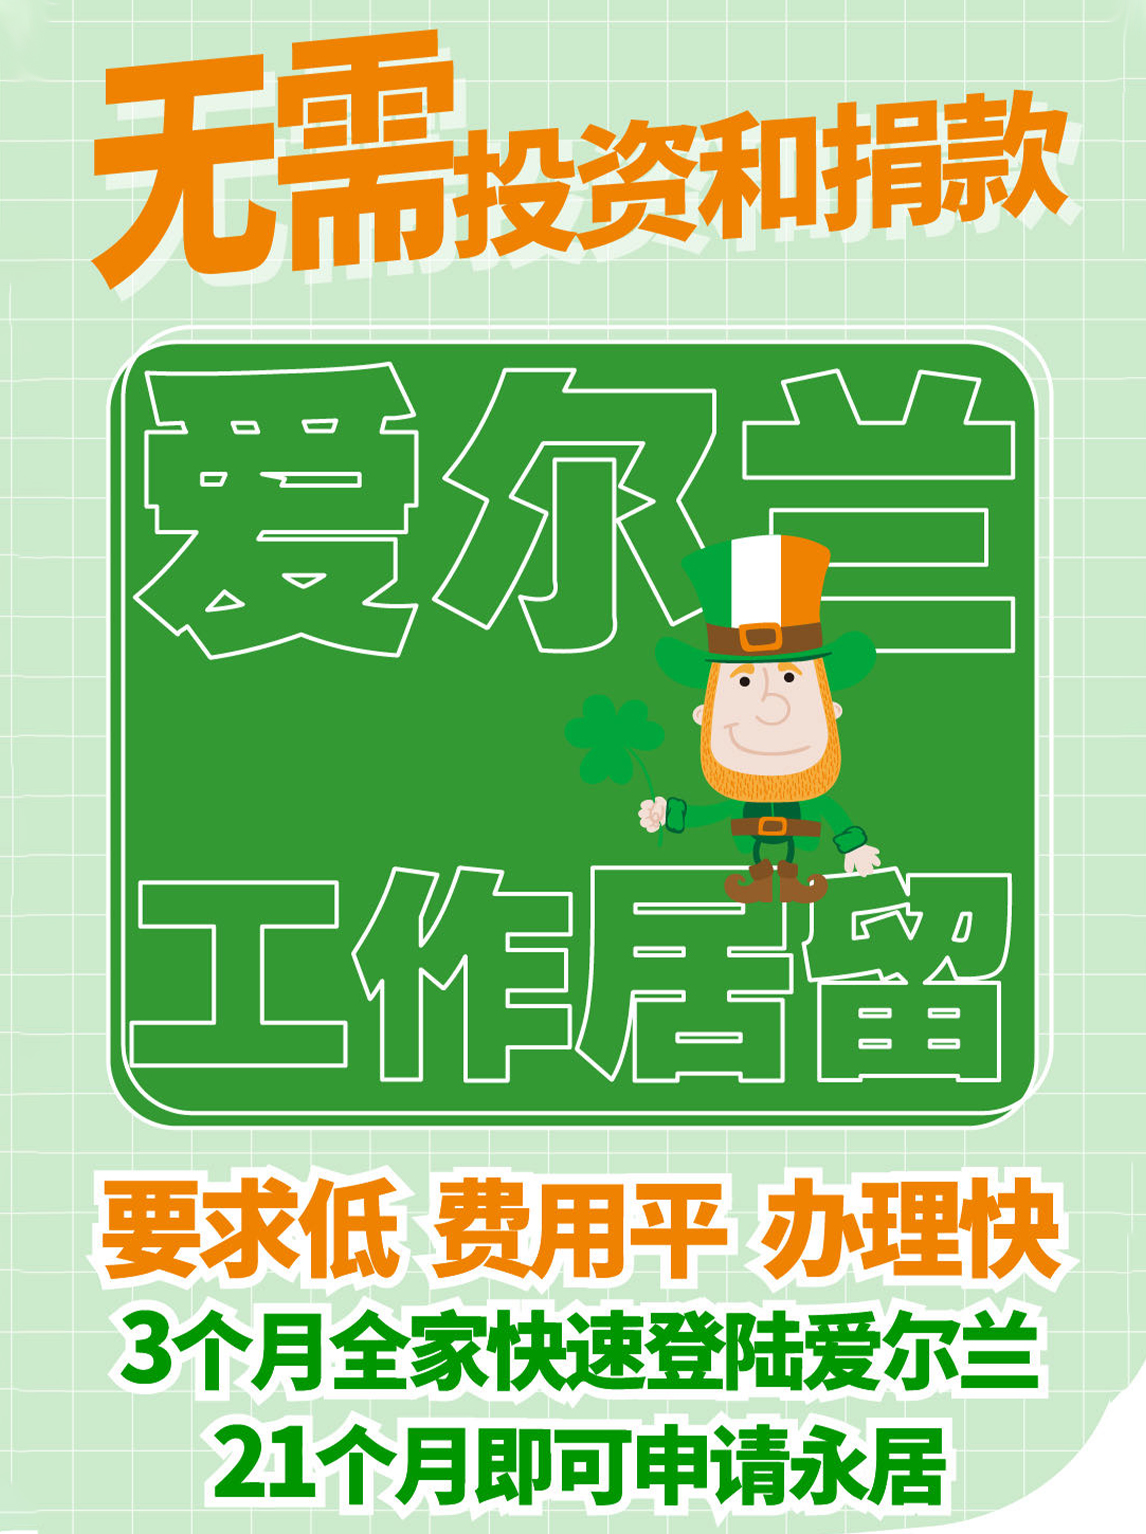 无需投资和捐款
爱尔兰
工作居留
要求低 费用平 办理快
3个月全家快速登陆爱尔兰
21个月即可申请永居